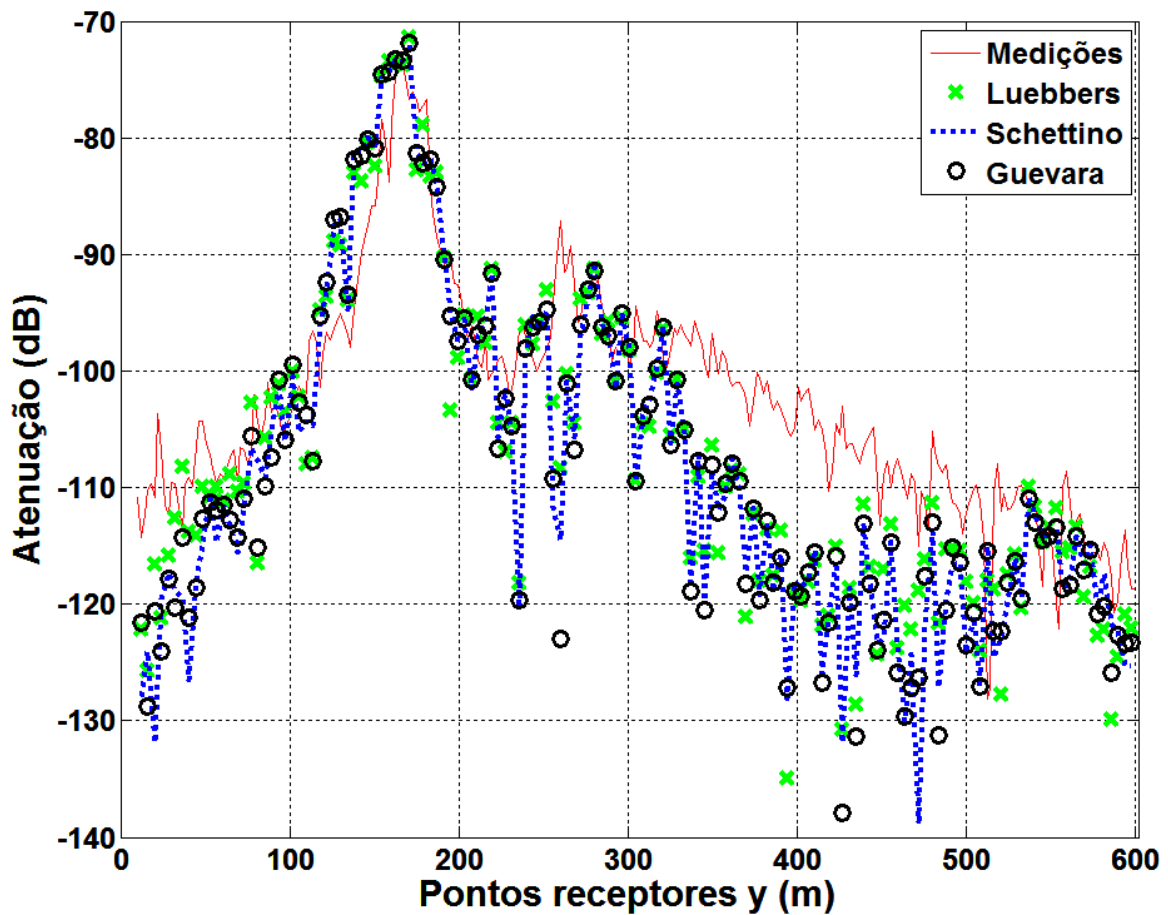 -70
-80
-90
-100
-110
-120
-130
-140
0
100
200
300
400
500
600
Atenuação (dB)
Pontos receptores y (m)
Medições
Luebbers
Schettino
Guevara